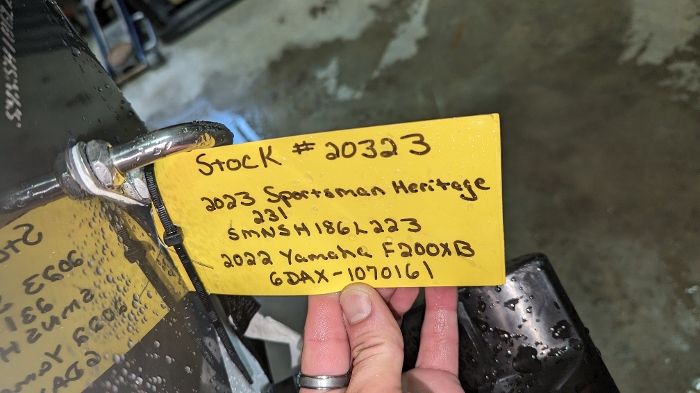 Stock # 20323
2023 Sportsman Heritage
231
SMNSH186L223
2022 Yamaha F200XB
6DAX-1070161